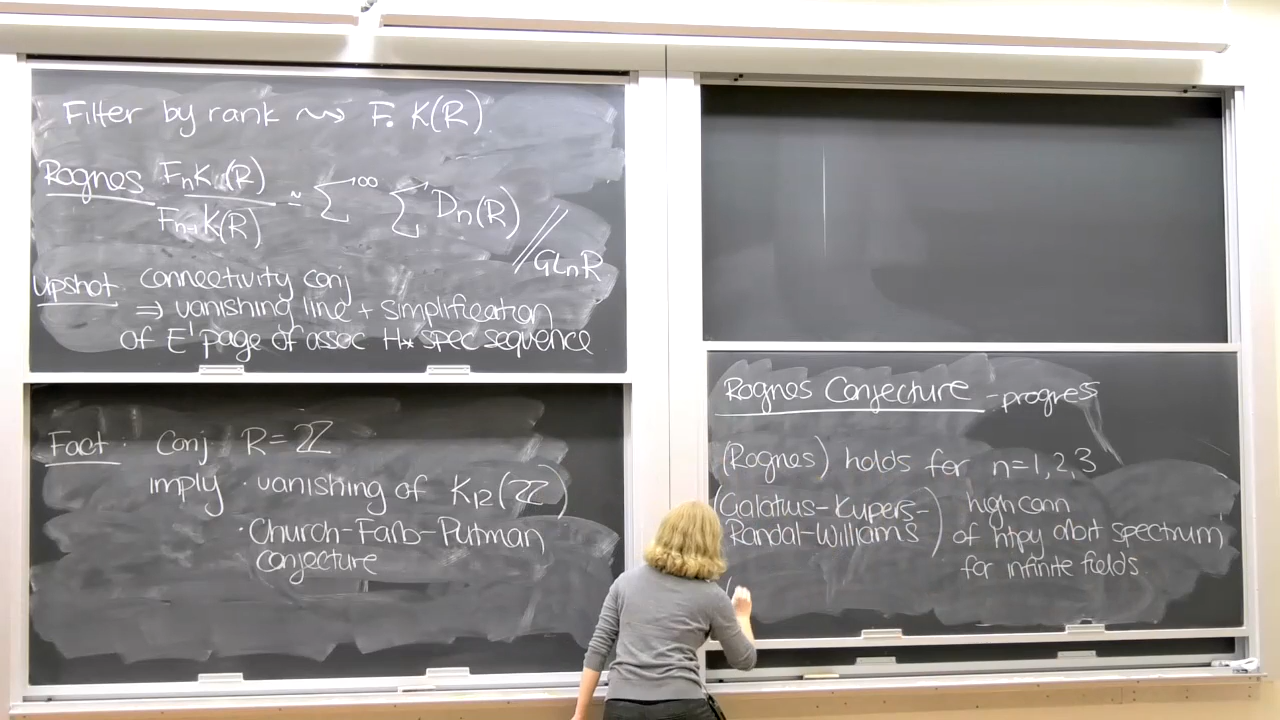 Filter by rank ⇝ F. K(R).
Rognes FₙK(R) / Fₙ₋₁K(R) ≃ Σ^∞ Σ Dₙ(R) // GLₙR
Upshot connectivity conj
⇒ vanishing line + simplification
of E¹ page of assoc H* spec sequence
Fact: Conj R = ℤ
imply · vanishing of K₁₂(ℤ)
· Church-Farb-Putman
conjecture
Rognes Conjecture - progress
(Rognes) holds for n=1,2,3
(Galatius-Kupers-Randal-Williams) high conn
of htpy orbit spectrum
for infinite fields
(